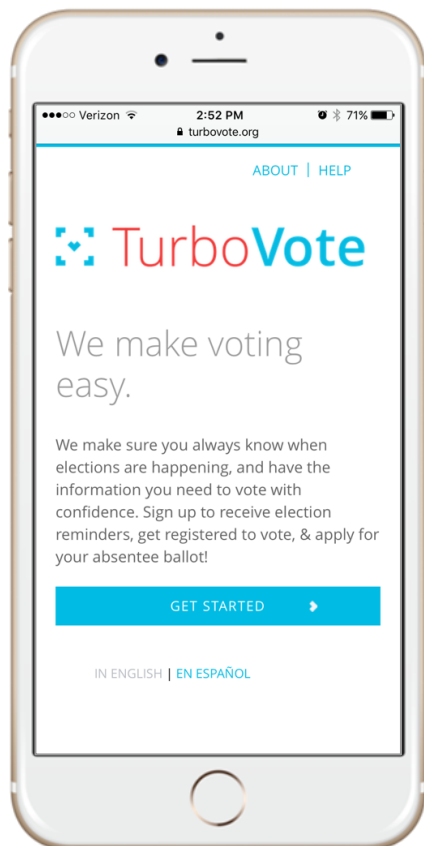 ●●●○○ Verizon 2:52 PM 71%
turbovote.org
ABOUT | HELP
TurboVote
We make voting
easy.
We make sure you always know when
elections are happening, and have the
information you need to vote with
confidence. Sign up to receive election
reminders, get registered to vote, & apply for
your absentee ballot!
GET STARTED
IN ENGLISH | EN ESPAÑOL